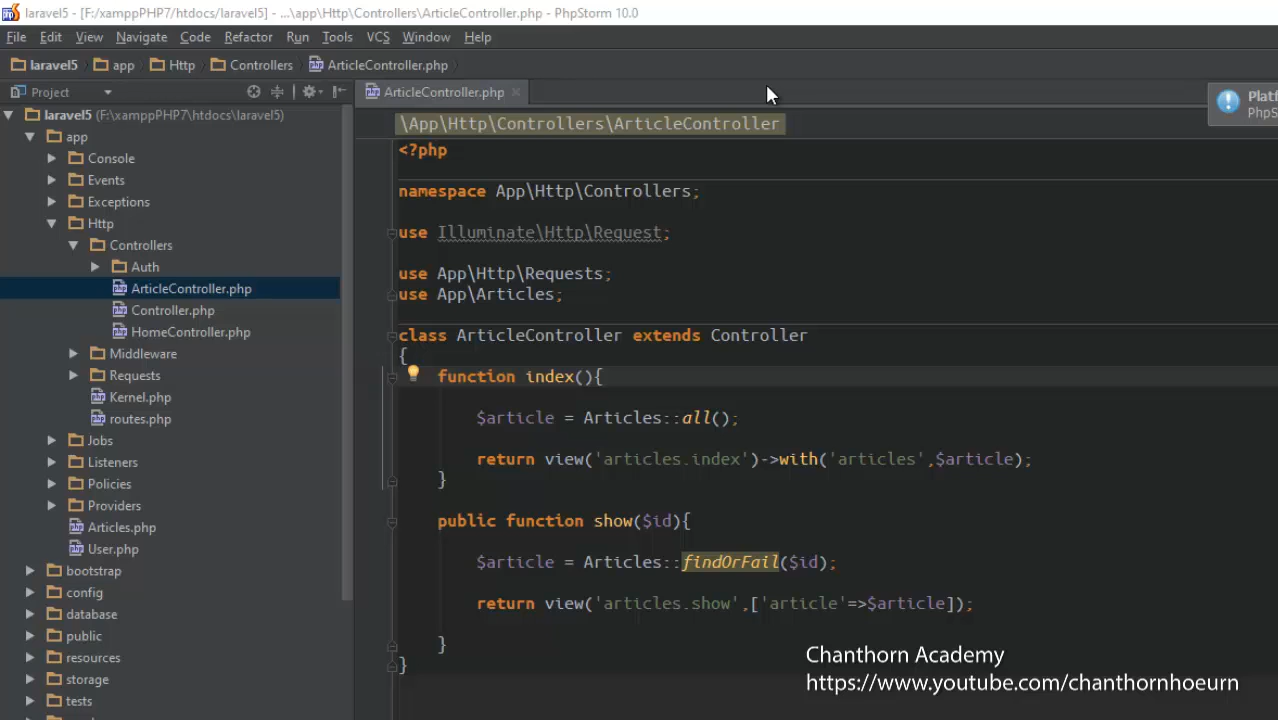 laravel5 - [F:/xamppPHP7/htdocs/laravel5] - ...\app\Http\Controllers\ArticleController.php - PhpStorm 10.0
File Edit View Navigate Code Refactor Run Tools VCS Window Help
laravel5 app Http Controllers ArticleController.php
Project
ArticleController.php
laravel5 (F:\xamppPHP7\htdocs\laravel5)
app
Console
Events
Exceptions
Http
Controllers
Auth
ArticleController.php
Controller.php
HomeController.php
Middleware
Requests
Kernel.php
routes.php
Jobs
Listeners
Policies
Providers
Articles.php
User.php
bootstrap
config
database
public
resources
storage
tests
\App\Http\Controllers\ArticleController
<?php
namespace App\Http\Controllers;
use Illuminate\Http\Request;
use App\Http\Requests;
use App\Articles;
class ArticleController extends Controller
{
function index(){
$article = Articles::all();
return view('articles.index')->with('articles',$article);
}
public function show($id){
$article = Articles::findOrFail($id);
return view('articles.show',['article'=>$article]);
}
}
Chanthorn Academy
https://www.youtube.com/chanthornhoeurn